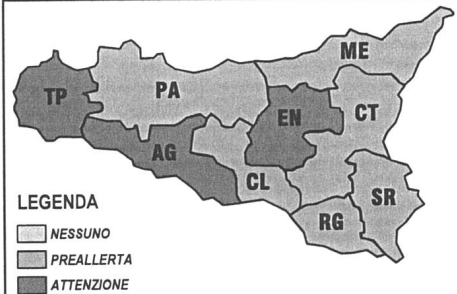 ME
PA
TP
EN
CT
AG
CL
SR
RG
LEGENDA
NESSUNO
PREALLERTA
ATTENZIONE